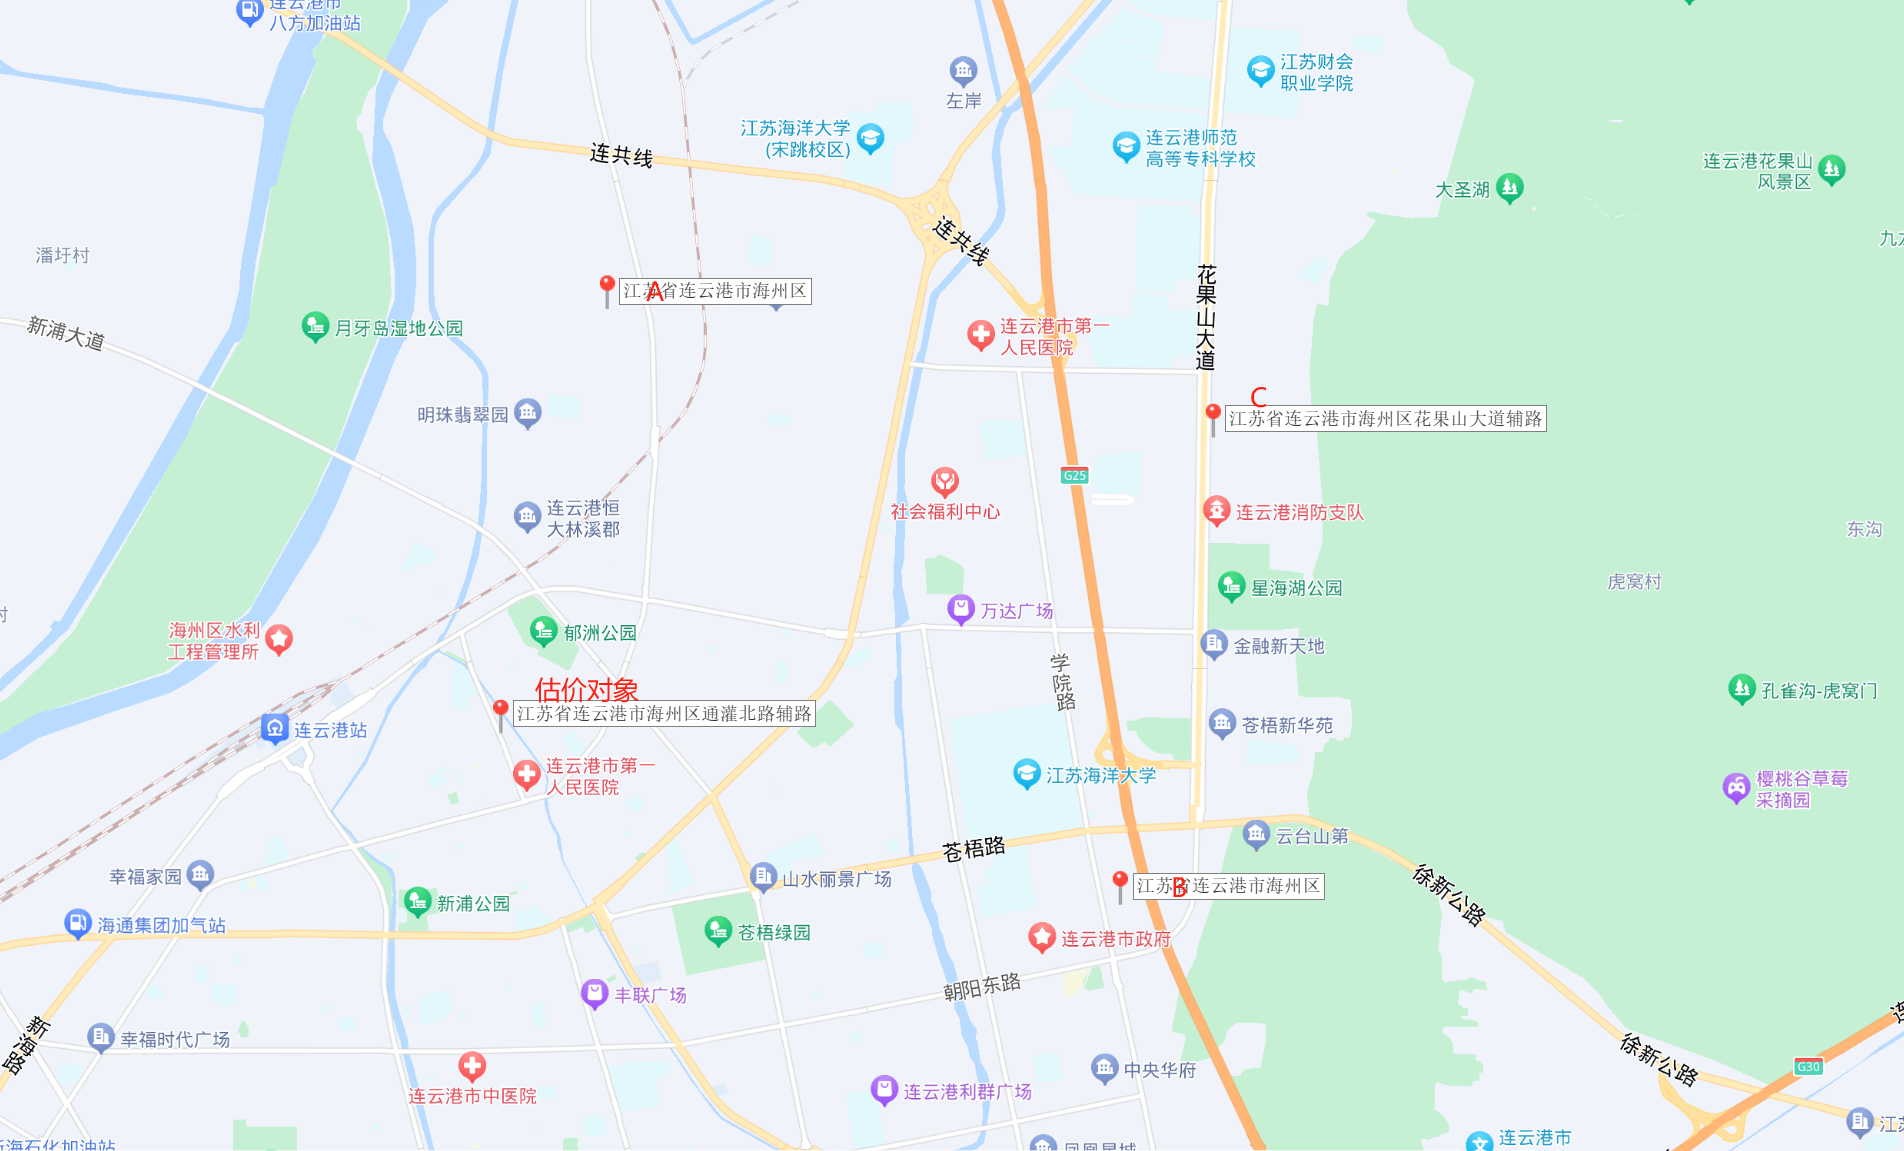 连云港市
八方加油站
江苏财会
职业学院
左岸
江苏海洋大学
(宋跳校区)
连云港师范
高等专科学校
连共线
连云港花果山
风景区
大圣湖
连共线
潘圩村
花果山大道
江苏省连云港市海州区
A
新浦大道
月牙岛湿地公园
连云港市第一
人民医院
C
江苏省连云港市海州区花果山大道辅路
明珠翡翠园
G25
连云港恒
大林溪郡
社会福利中心
连云港消防支队
东沟
虎窝村
星海湖公园
万达广场
村
海州区水利
工程管理所
郁洲公园
金融新天地
学院路
估价对象
江苏省连云港市海州区通灌北路辅路
孔雀沟-虎窝门
连云港站
苍梧新华苑
连云港市第一
人民医院
江苏海洋大学
樱桃谷草莓
采摘园
苍梧路
云台山第
幸福家园
山水丽景广场
江苏省连云港市海州区
B
徐新公路
新浦公园
海通集团加气站
苍梧绿园
连云港市政府
朝阳东路
丰联广场
新海路
幸福时代广场
徐新公路
G30
中央华府
连云港市中医院
连云港利群广场
连云港市
新海石化加油站
凤凰星城